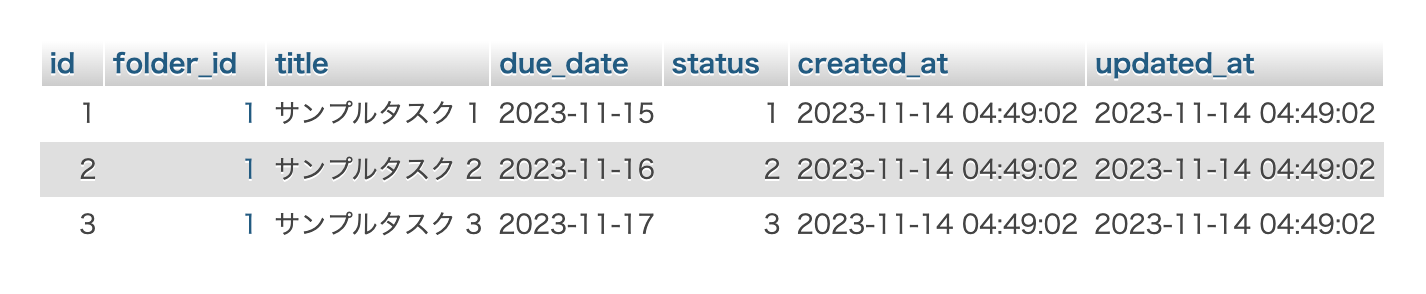 id folder_id title due_date status created_at updated_at
1 1 サンプルタスク 1 2023-11-15 1 2023-11-14 04:49:02 2023-11-14 04:49:02
2 1 サンプルタスク 2 2023-11-16 2 2023-11-14 04:49:02 2023-11-14 04:49:02
3 1 サンプルタスク 3 2023-11-17 3 2023-11-14 04:49:02 2023-11-14 04:49:02